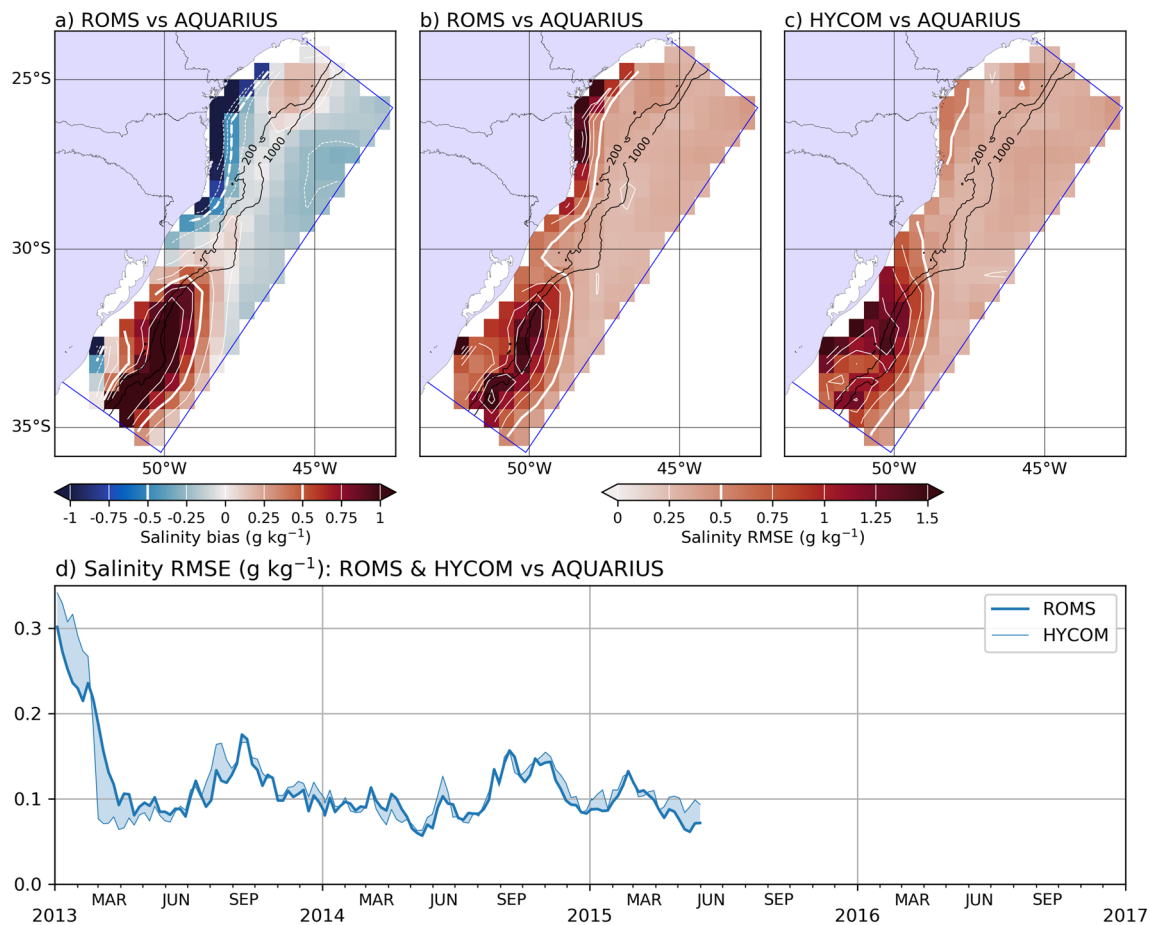 a) ROMS vs AQUARIUS
b) ROMS vs AQUARIUS
c) HYCOM vs AQUARIUS
25°S
30°S
35°S
200
1000
200
1000
200
1000
50°W
45°W
50°W
45°W
50°W
45°W
-1 -0.75 -0.5 -0.25 0 0.25 0.5 0.75 1
Salinity bias (g kg⁻¹)
0 0.25 0.5 0.75 1 1.25 1.5
Salinity RMSE (g kg⁻¹)
d) Salinity RMSE (g kg⁻¹): ROMS & HYCOM vs AQUARIUS
ROMS
HYCOM
0.3
0.2
0.1
0.0
MAR JUN SEP MAR JUN SEP MAR JUN SEP MAR JUN SEP
2013 2014 2015 2016 2017